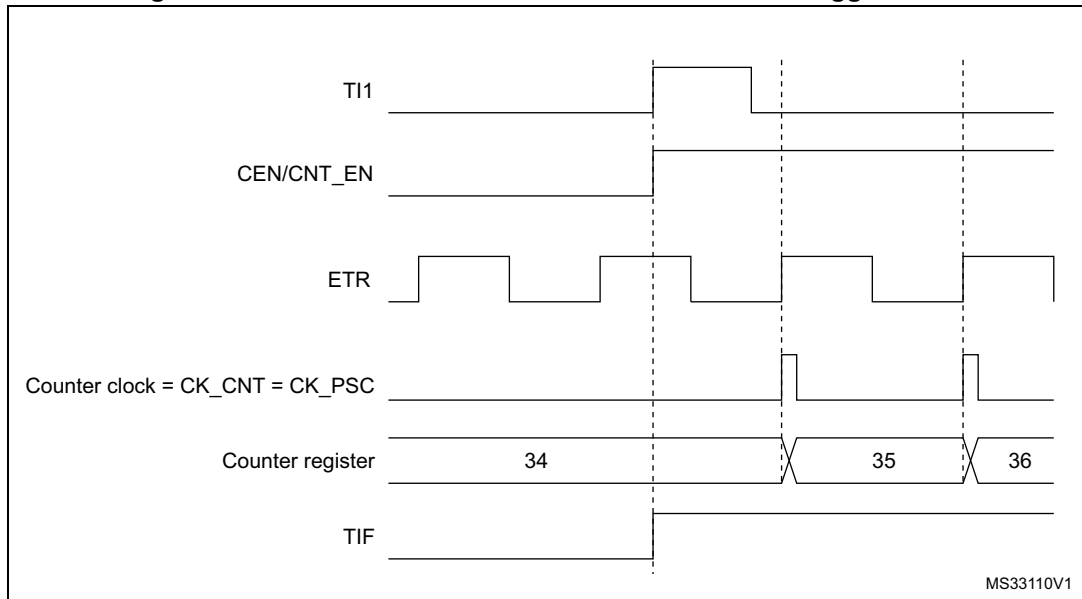 TI1
CEN/CNT_EN
ETR
Counter clock = CK_CNT = CK_PSC
Counter register 34 35 36
TIF
MS33110V1